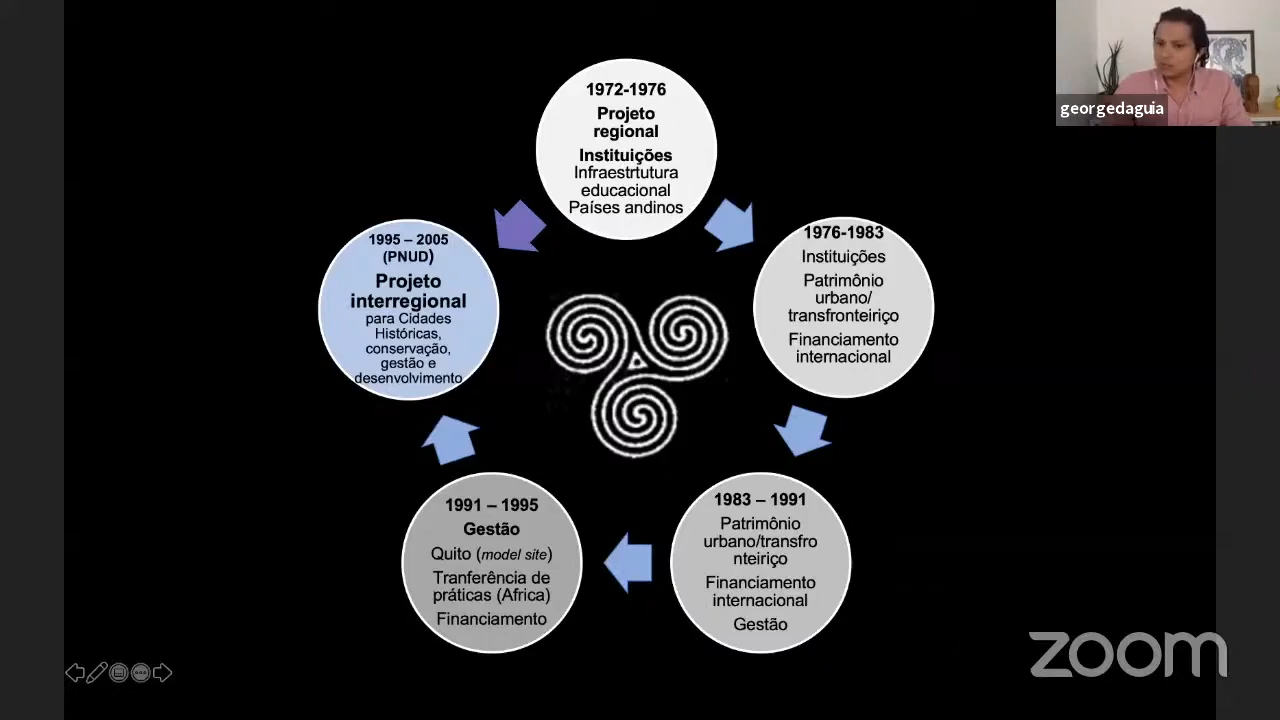 georgedaguia
1972-1976
Projeto
regional
Instituições
Infraestrtutura
educacional
Países andinos
1976-1983
Instituições
Patrimônio
urbano/
transfronteiriço
Financiamento
internacional
1983 – 1991
Patrimônio
urbano/transfro
nteiriço
Financiamento
internacional
Gestão
1991 – 1995
Gestão
Quito (model site)
Tranferência de
práticas (Africa)
Financiamento
1995 – 2005
(PNUD)
Projeto
interregional
para Cidades
Históricas,
conservação,
gestão e
desenvolvimento
zoom